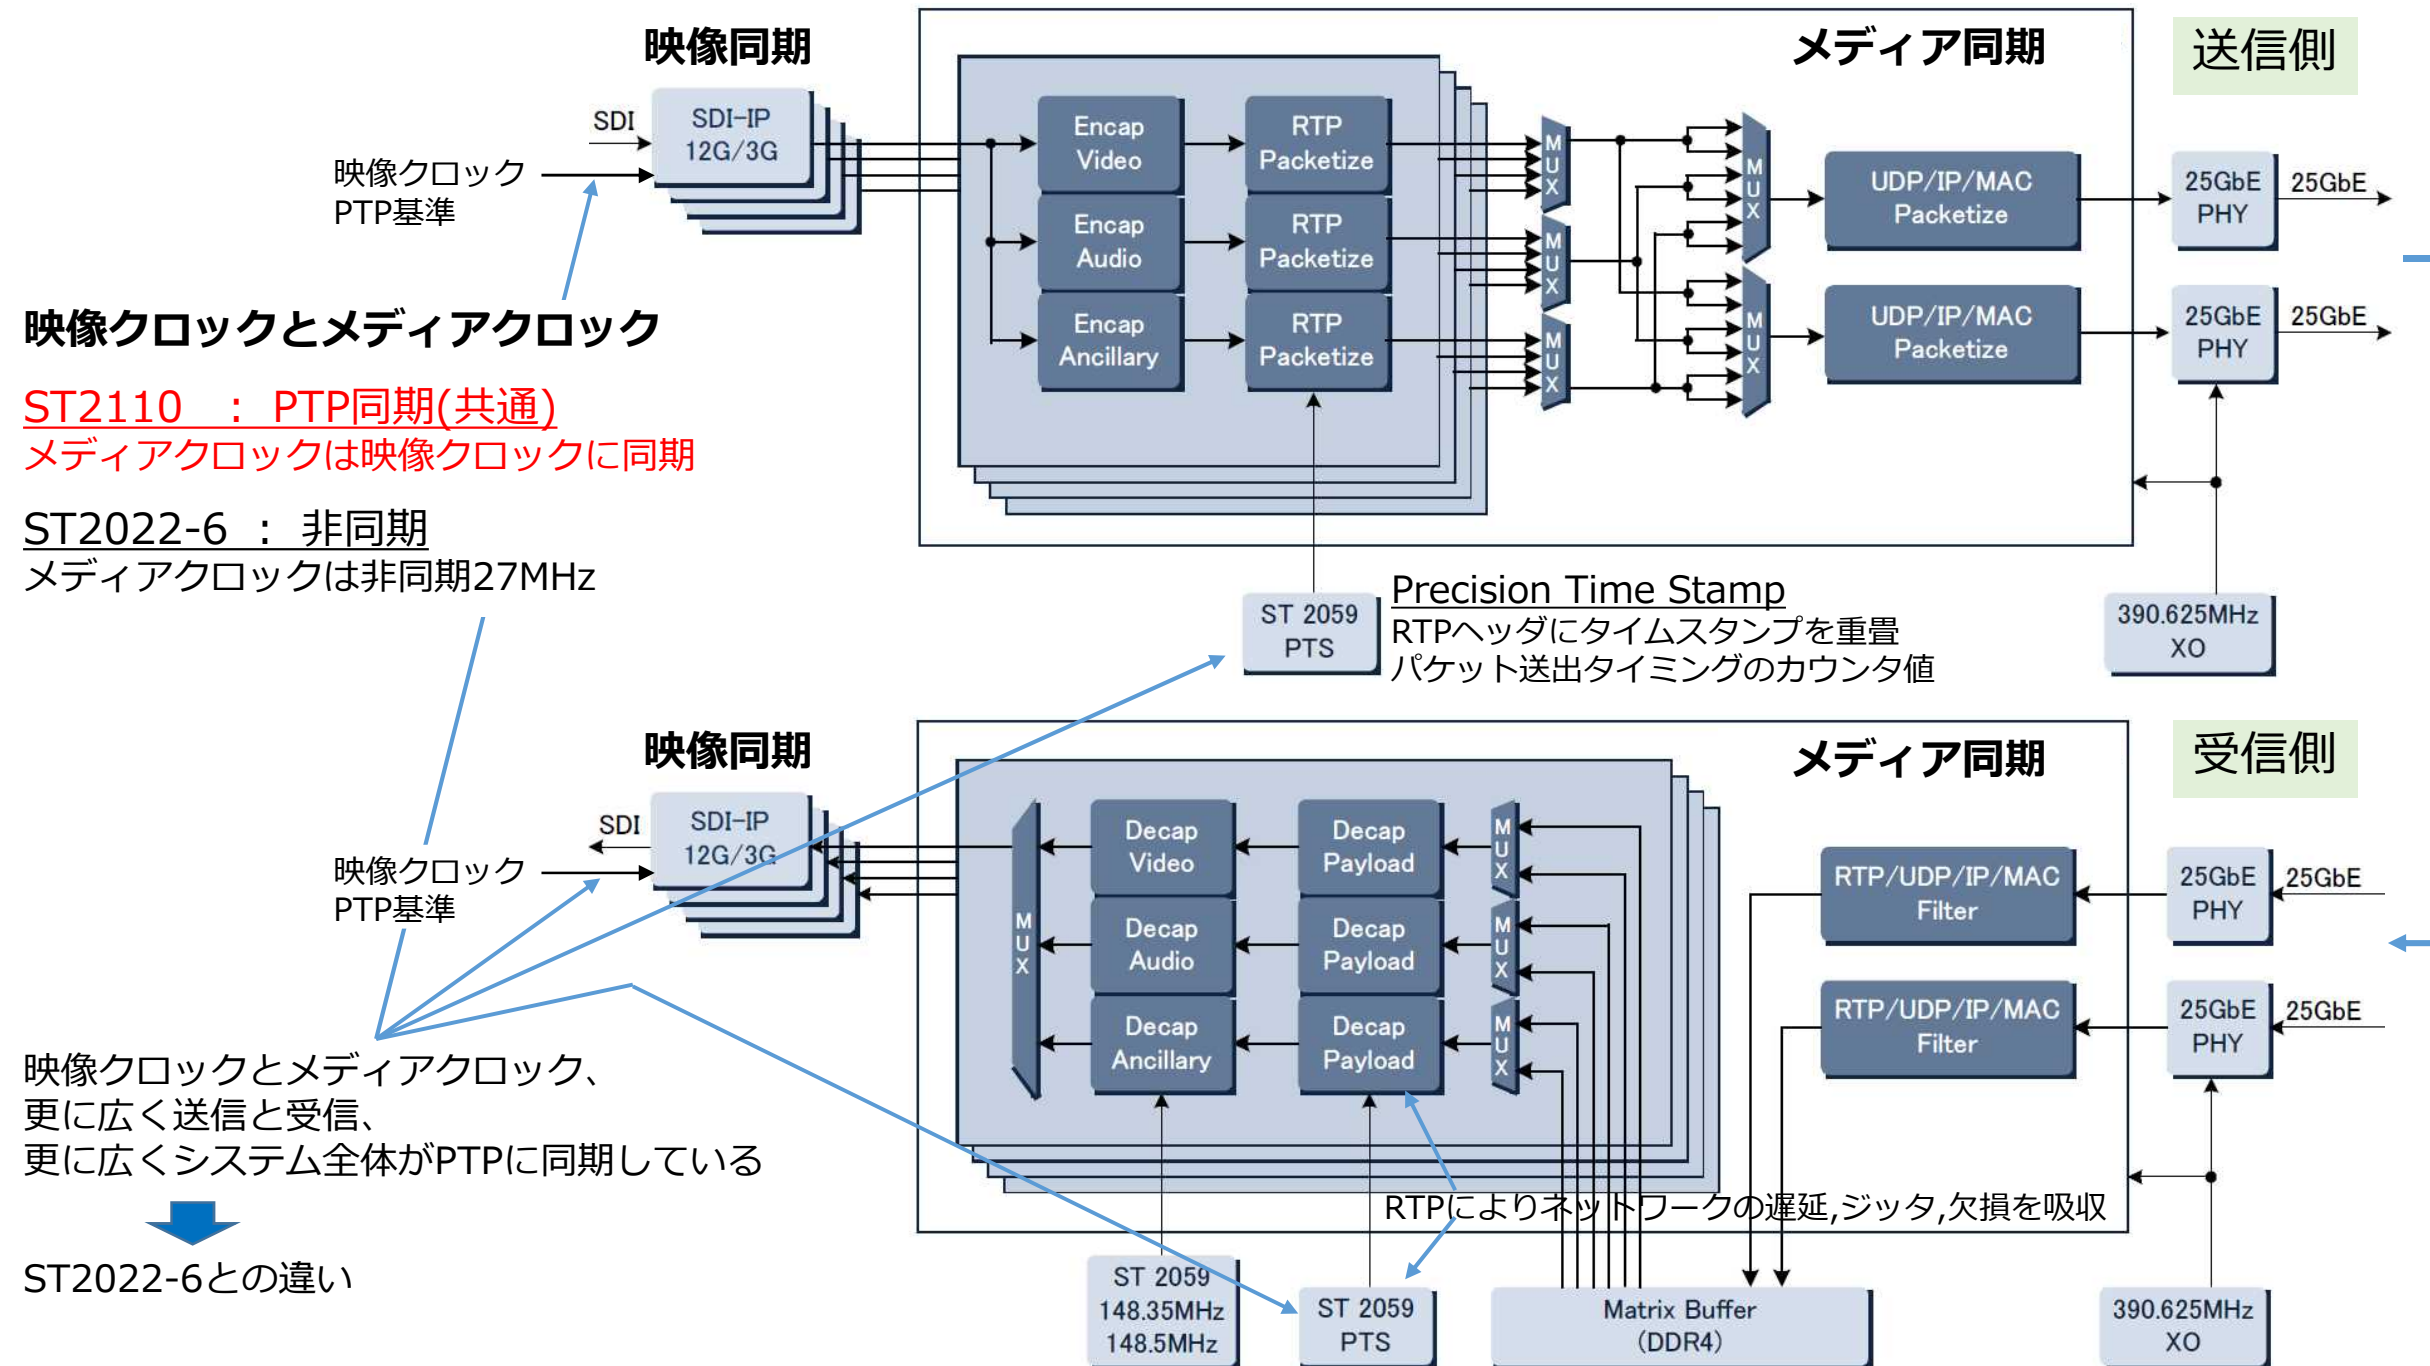 映像同期
メディア同期
送信側
SDI
SDI-IP
12G/3G
映像クロック
PTP基準
Encap
Video
RTP
Packetize
Encap
Audio
RTP
Packetize
Encap
Ancillary
RTP
Packetize
MUX
MUX
MUX
MUX
MUX
UDP/IP/MAC
Packetize
UDP/IP/MAC
Packetize
25GbE
PHY
25GbE
25GbE
PHY
25GbE
映像クロックとメディアクロック
ST2110 : PTP同期(共通)
メディアクロックは映像クロックに同期
ST2022-6 : 非同期
メディアクロックは非同期27MHz
ST 2059
PTS
Precision Time Stamp
RTPヘッダにタイムスタンプを重畳
パケット送出タイミングのカウンタ値
390.625MHz
XO
映像同期
メディア同期
受信側
SDI
SDI-IP
12G/3G
映像クロック
PTP基準
MUX
Decap
Video
Decap
Payload
Decap
Audio
Decap
Payload
Decap
Ancillary
Decap
Payload
MUX
MUX
MUX
RTP/UDP/IP/MAC
Filter
RTP/UDP/IP/MAC
Filter
25GbE
PHY
25GbE
25GbE
PHY
25GbE
映像クロックとメディアクロック、
更に広く送信と受信、
更に広くシステム全体がPTPに同期している
ST2022-6との違い
RTPによりネットワークの遅延,ジッタ,欠損を吸収
ST 2059
148.35MHz
148.5MHz
ST 2059
PTS
Matrix Buffer
(DDR4)
390.625MHz
XO